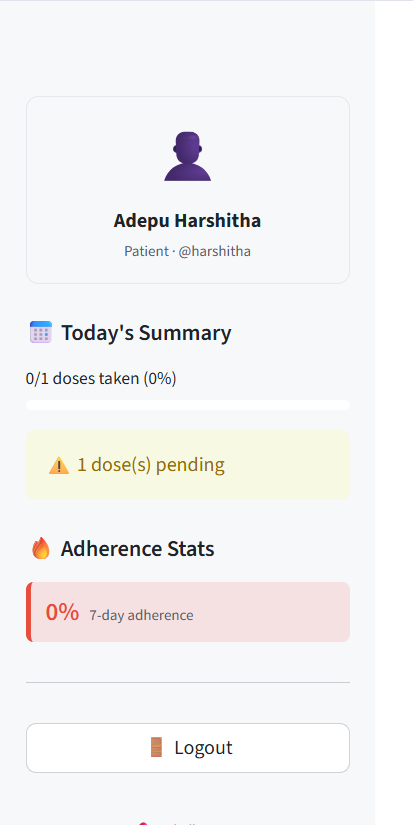 Adepu Harshitha
Patient · @harshitha
Today's Summary
0/1 doses taken (0%)
1 dose(s) pending
Adherence Stats
0% 7-day adherence
Logout